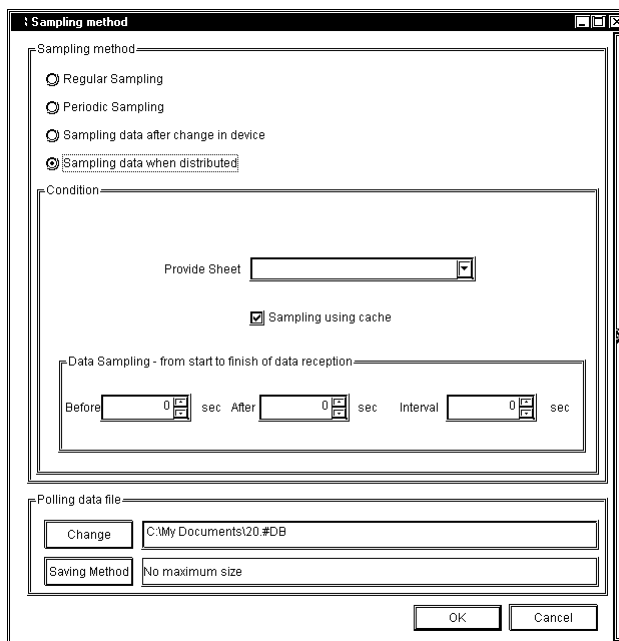 Sampling method
Sampling method
Regular Sampling
Periodic Sampling
Sampling data after change in device
Sampling data when distributed
Condition
Provide Sheet
Sampling using cache
Data Sampling - from start to finish of data reception
Before 0 sec After 0 sec Interval 0 sec
Polling data file
Change C:\My Documents\20.#DB
Saving Method No maximum size
OK Cancel